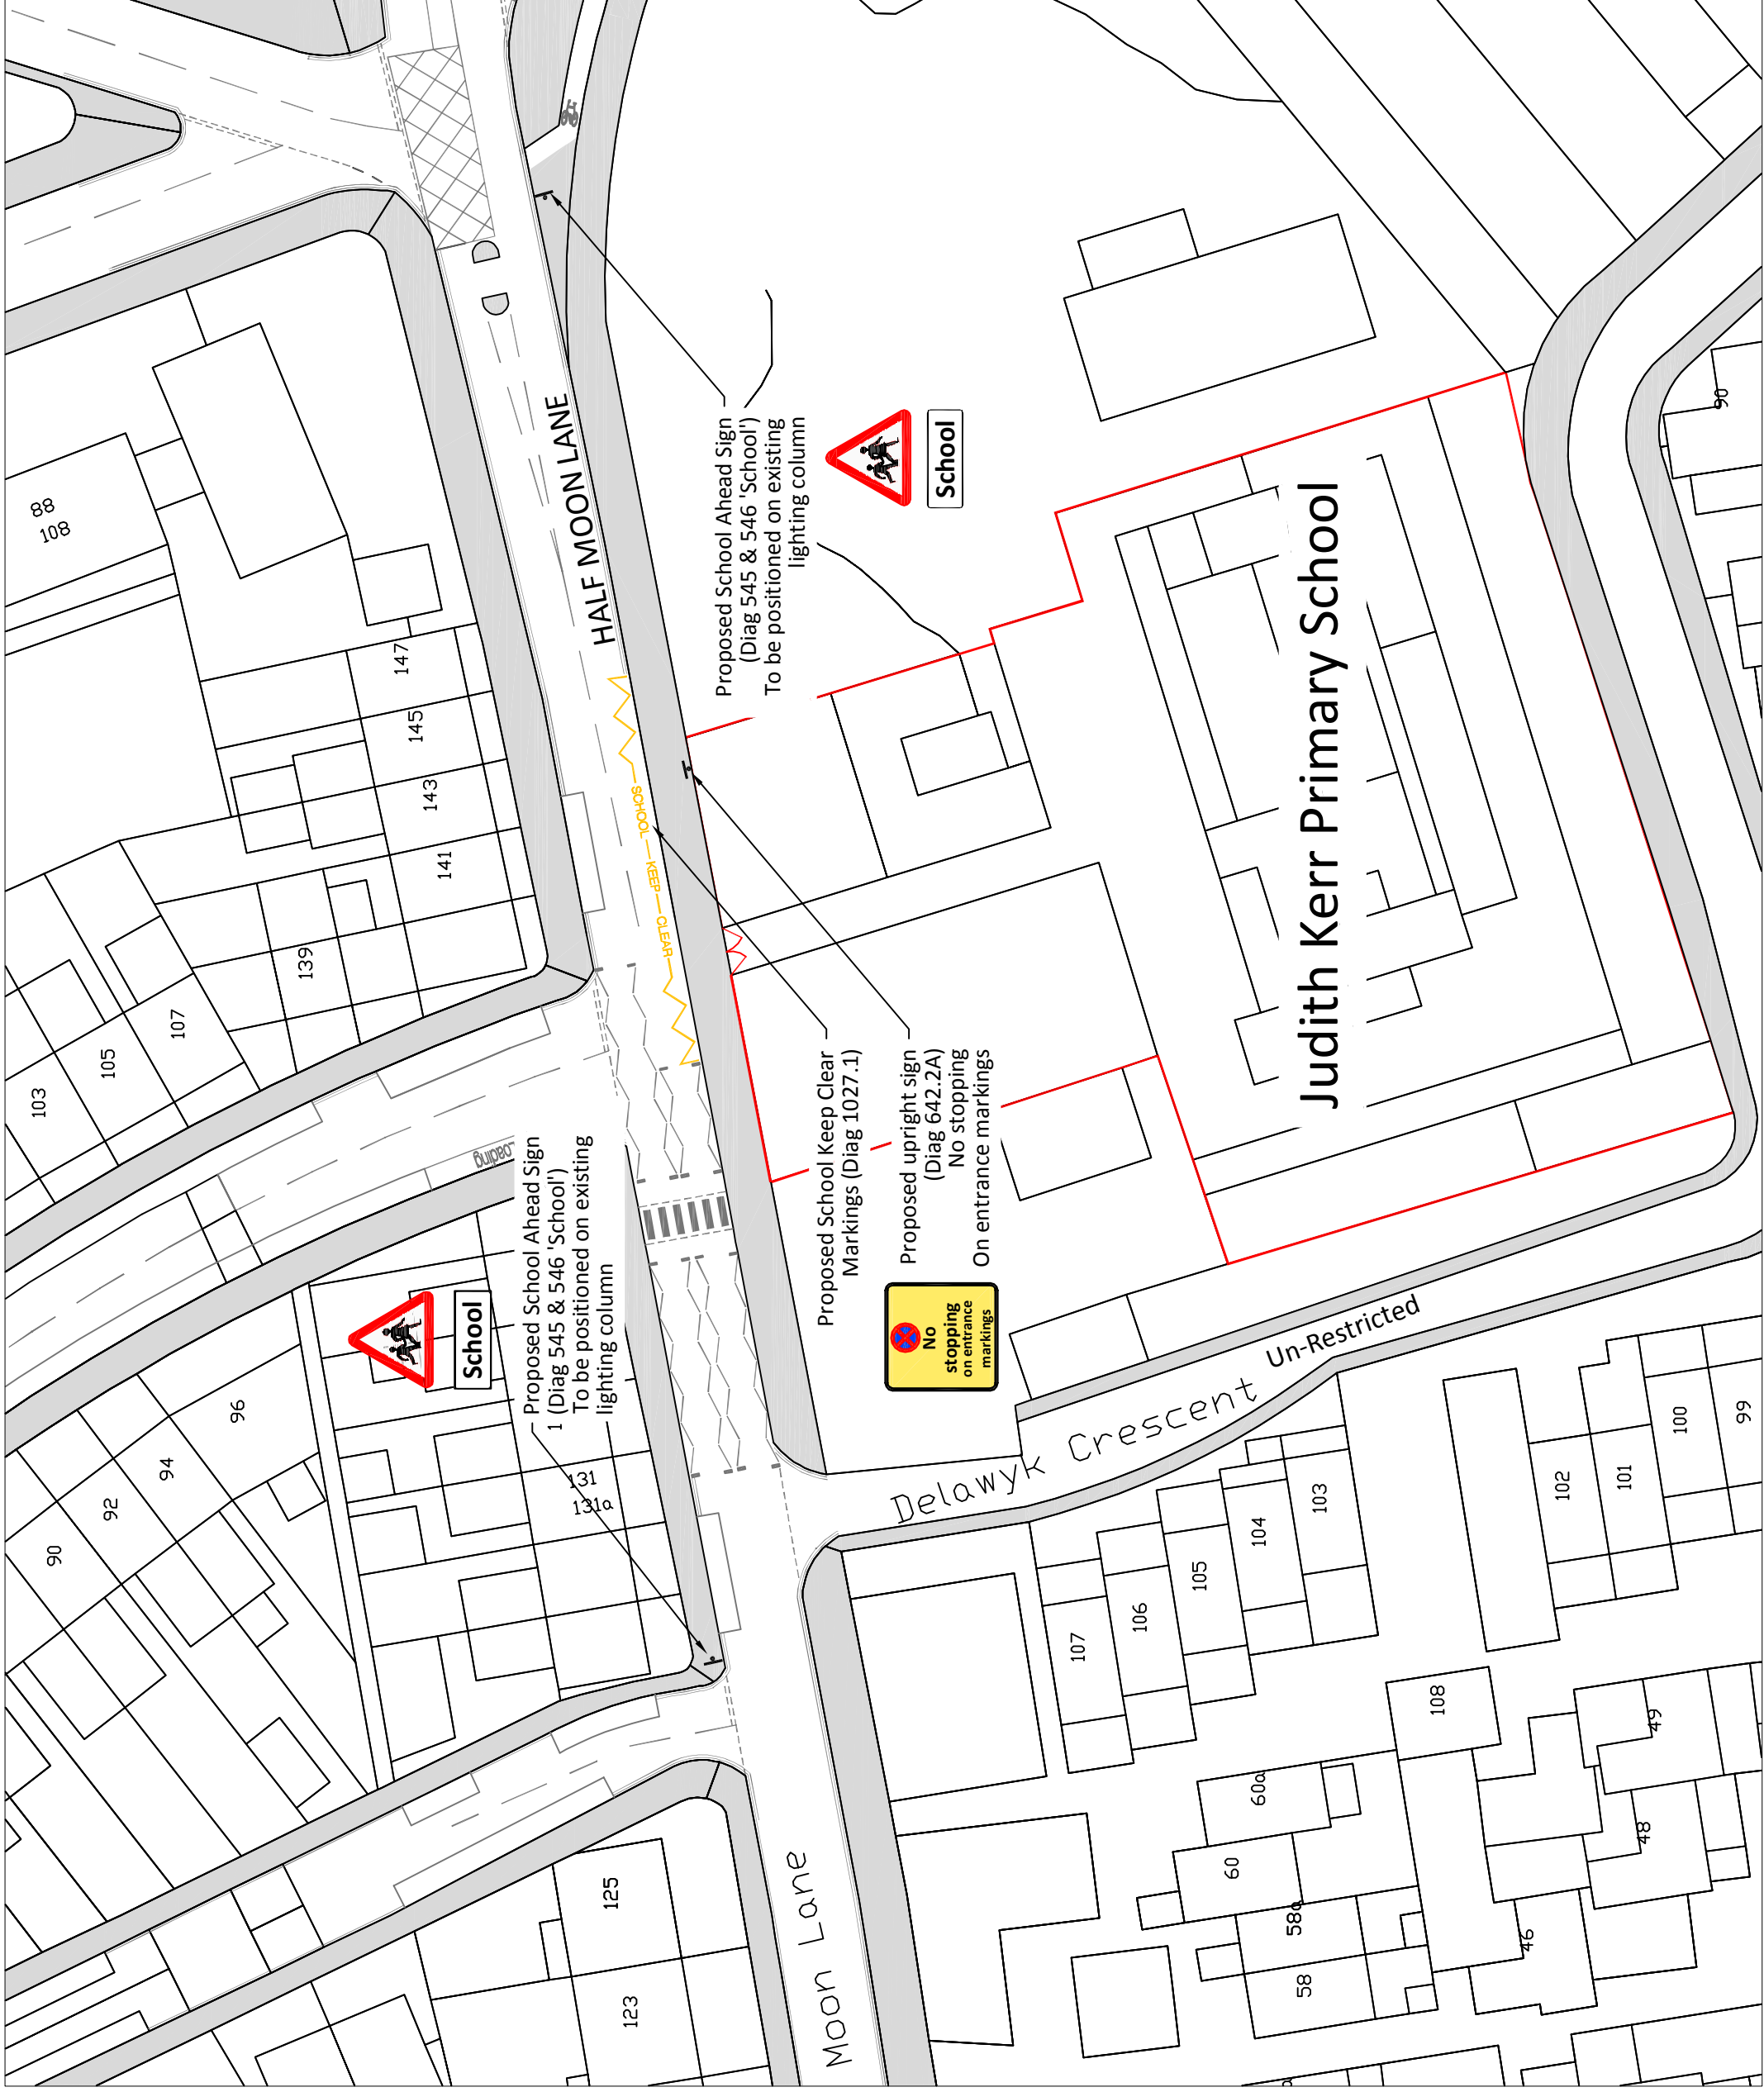 Proposed School Ahead Sign
(Diag 545 & 546 'School')
To be positioned on existing
lighting column
School
Proposed School Ahead Sign
1 (Diag 545 & 546 'School')
To be positioned on existing
lighting column
School
HALF MOON LANE
SCHOOL KEEP CLEAR
Proposed School Keep Clear
Markings (Diag 1027.1)
Proposed upright sign
(Diag 642.2A)
No stopping
On entrance markings
No
stopping
on entrance
markings
Judith Kerr Primary School
Un-Restricted
Delawyk Crescent
Moon Lane
Loading
88
108
147
145
143
141
139
107
105
103
96
94
92
90
131
131a
125
123
107
106
105
104
103
102
101
100
99
108
60a
60
58a
58
49
48
46
90